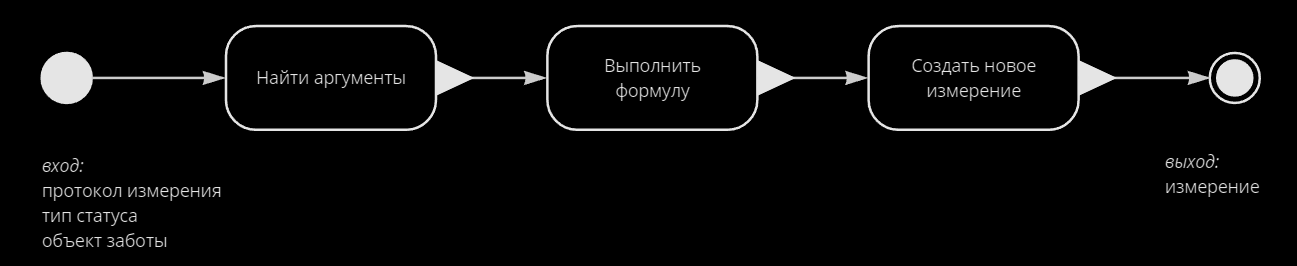 Найти аргументы
Выполнить
формулу
Создать новое
измерение
вход:
протокол измерения
тип статуса
объект заботы
выход:
измерение